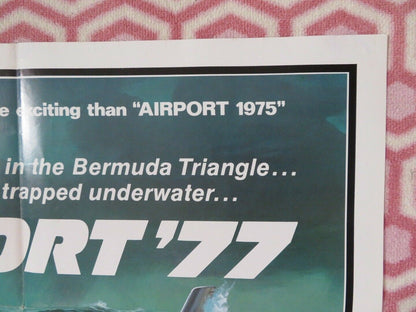 exciting than “AIRPORT 1975”
in the Bermuda Triangle...
trapped underwater...
ORT ’77